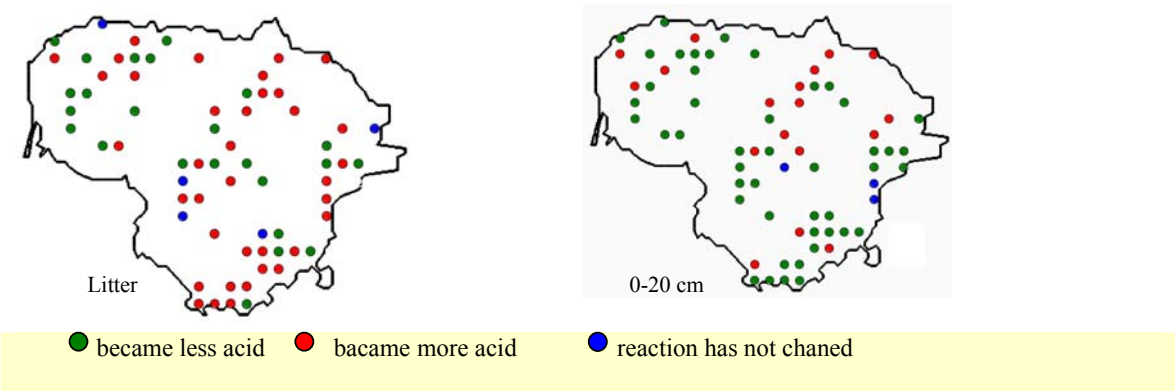 Litter
0-20 cm
became less acid bacame more acid reaction has not chaned